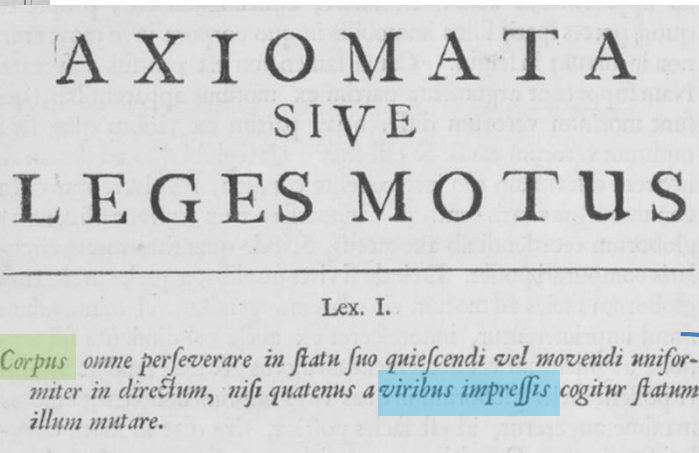 AXIOMATA
SIVE
LEGES MOTUS
Lex. I.
Corpus omne perſeverare in ſtatu ſuo quieſcendi vel movendi unifor-
miter in directum, niſi quatenus a viribus impreſſis cogitur ſtatum
illum mutare.